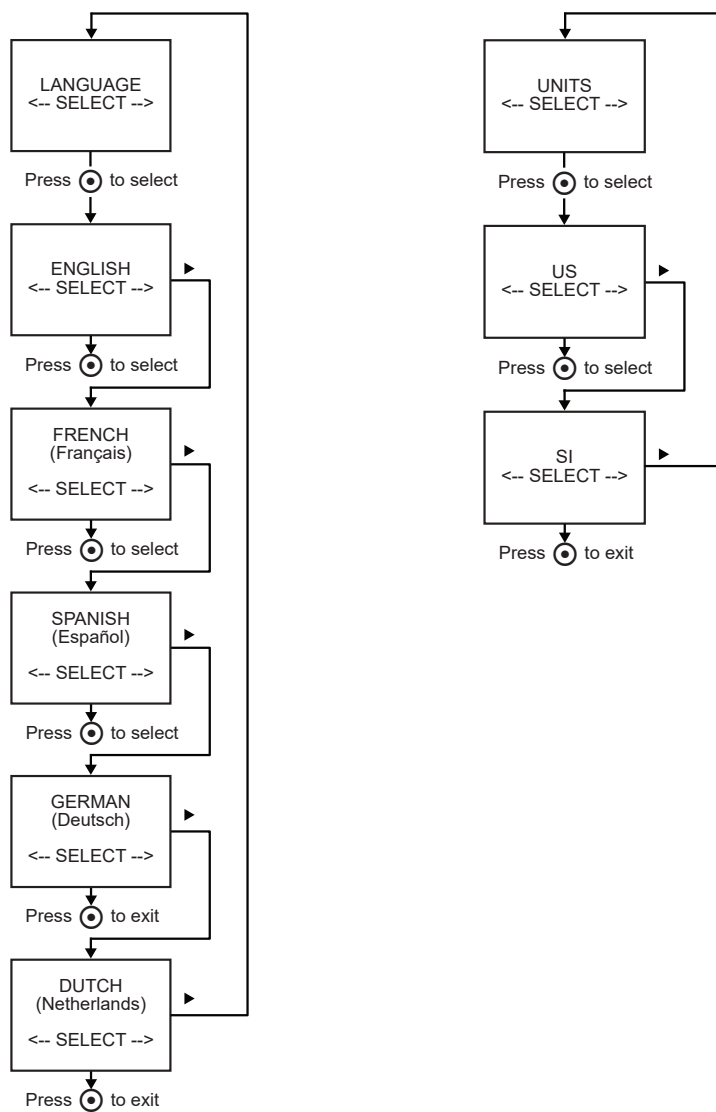 LANGUAGE
<-- SELECT -->
Press to select
ENGLISH
<-- SELECT -->
Press to select
FRENCH
(Français)
<-- SELECT -->
Press to select
SPANISH
(Español)
<-- SELECT -->
Press to select
GERMAN
(Deutsch)
<-- SELECT -->
Press to exit
DUTCH
(Netherlands)
<-- SELECT -->
Press to exit
UNITS
<-- SELECT -->
Press to select
US
<-- SELECT -->
Press to select
SI
<-- SELECT -->
Press to exit